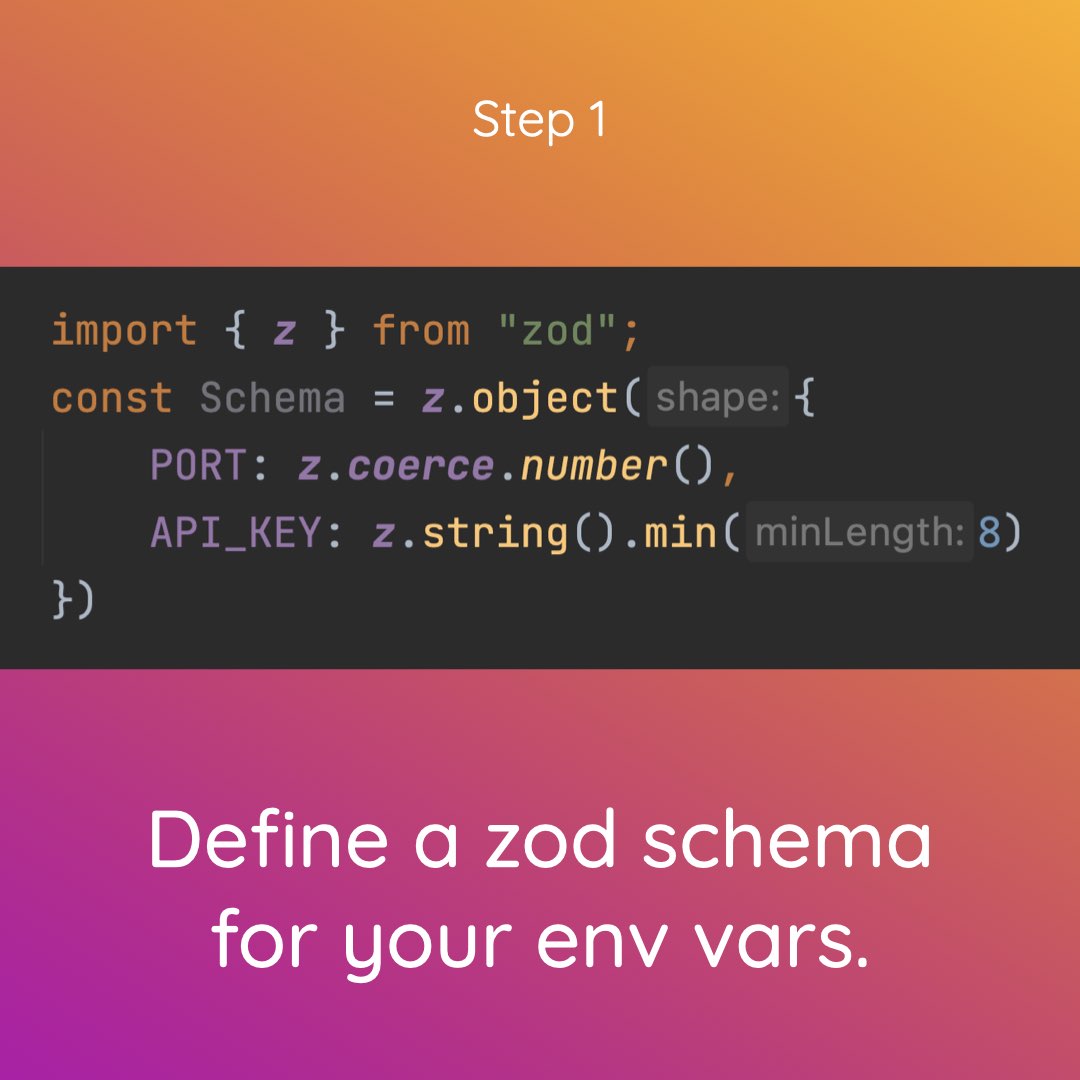 Step 1
import { z } from "zod";
const Schema = z.object( shape: {
    PORT: z.coerce.number(),
    API_KEY: z.string().min( minLength: 8)
})
Define a zod schema
for your env vars.